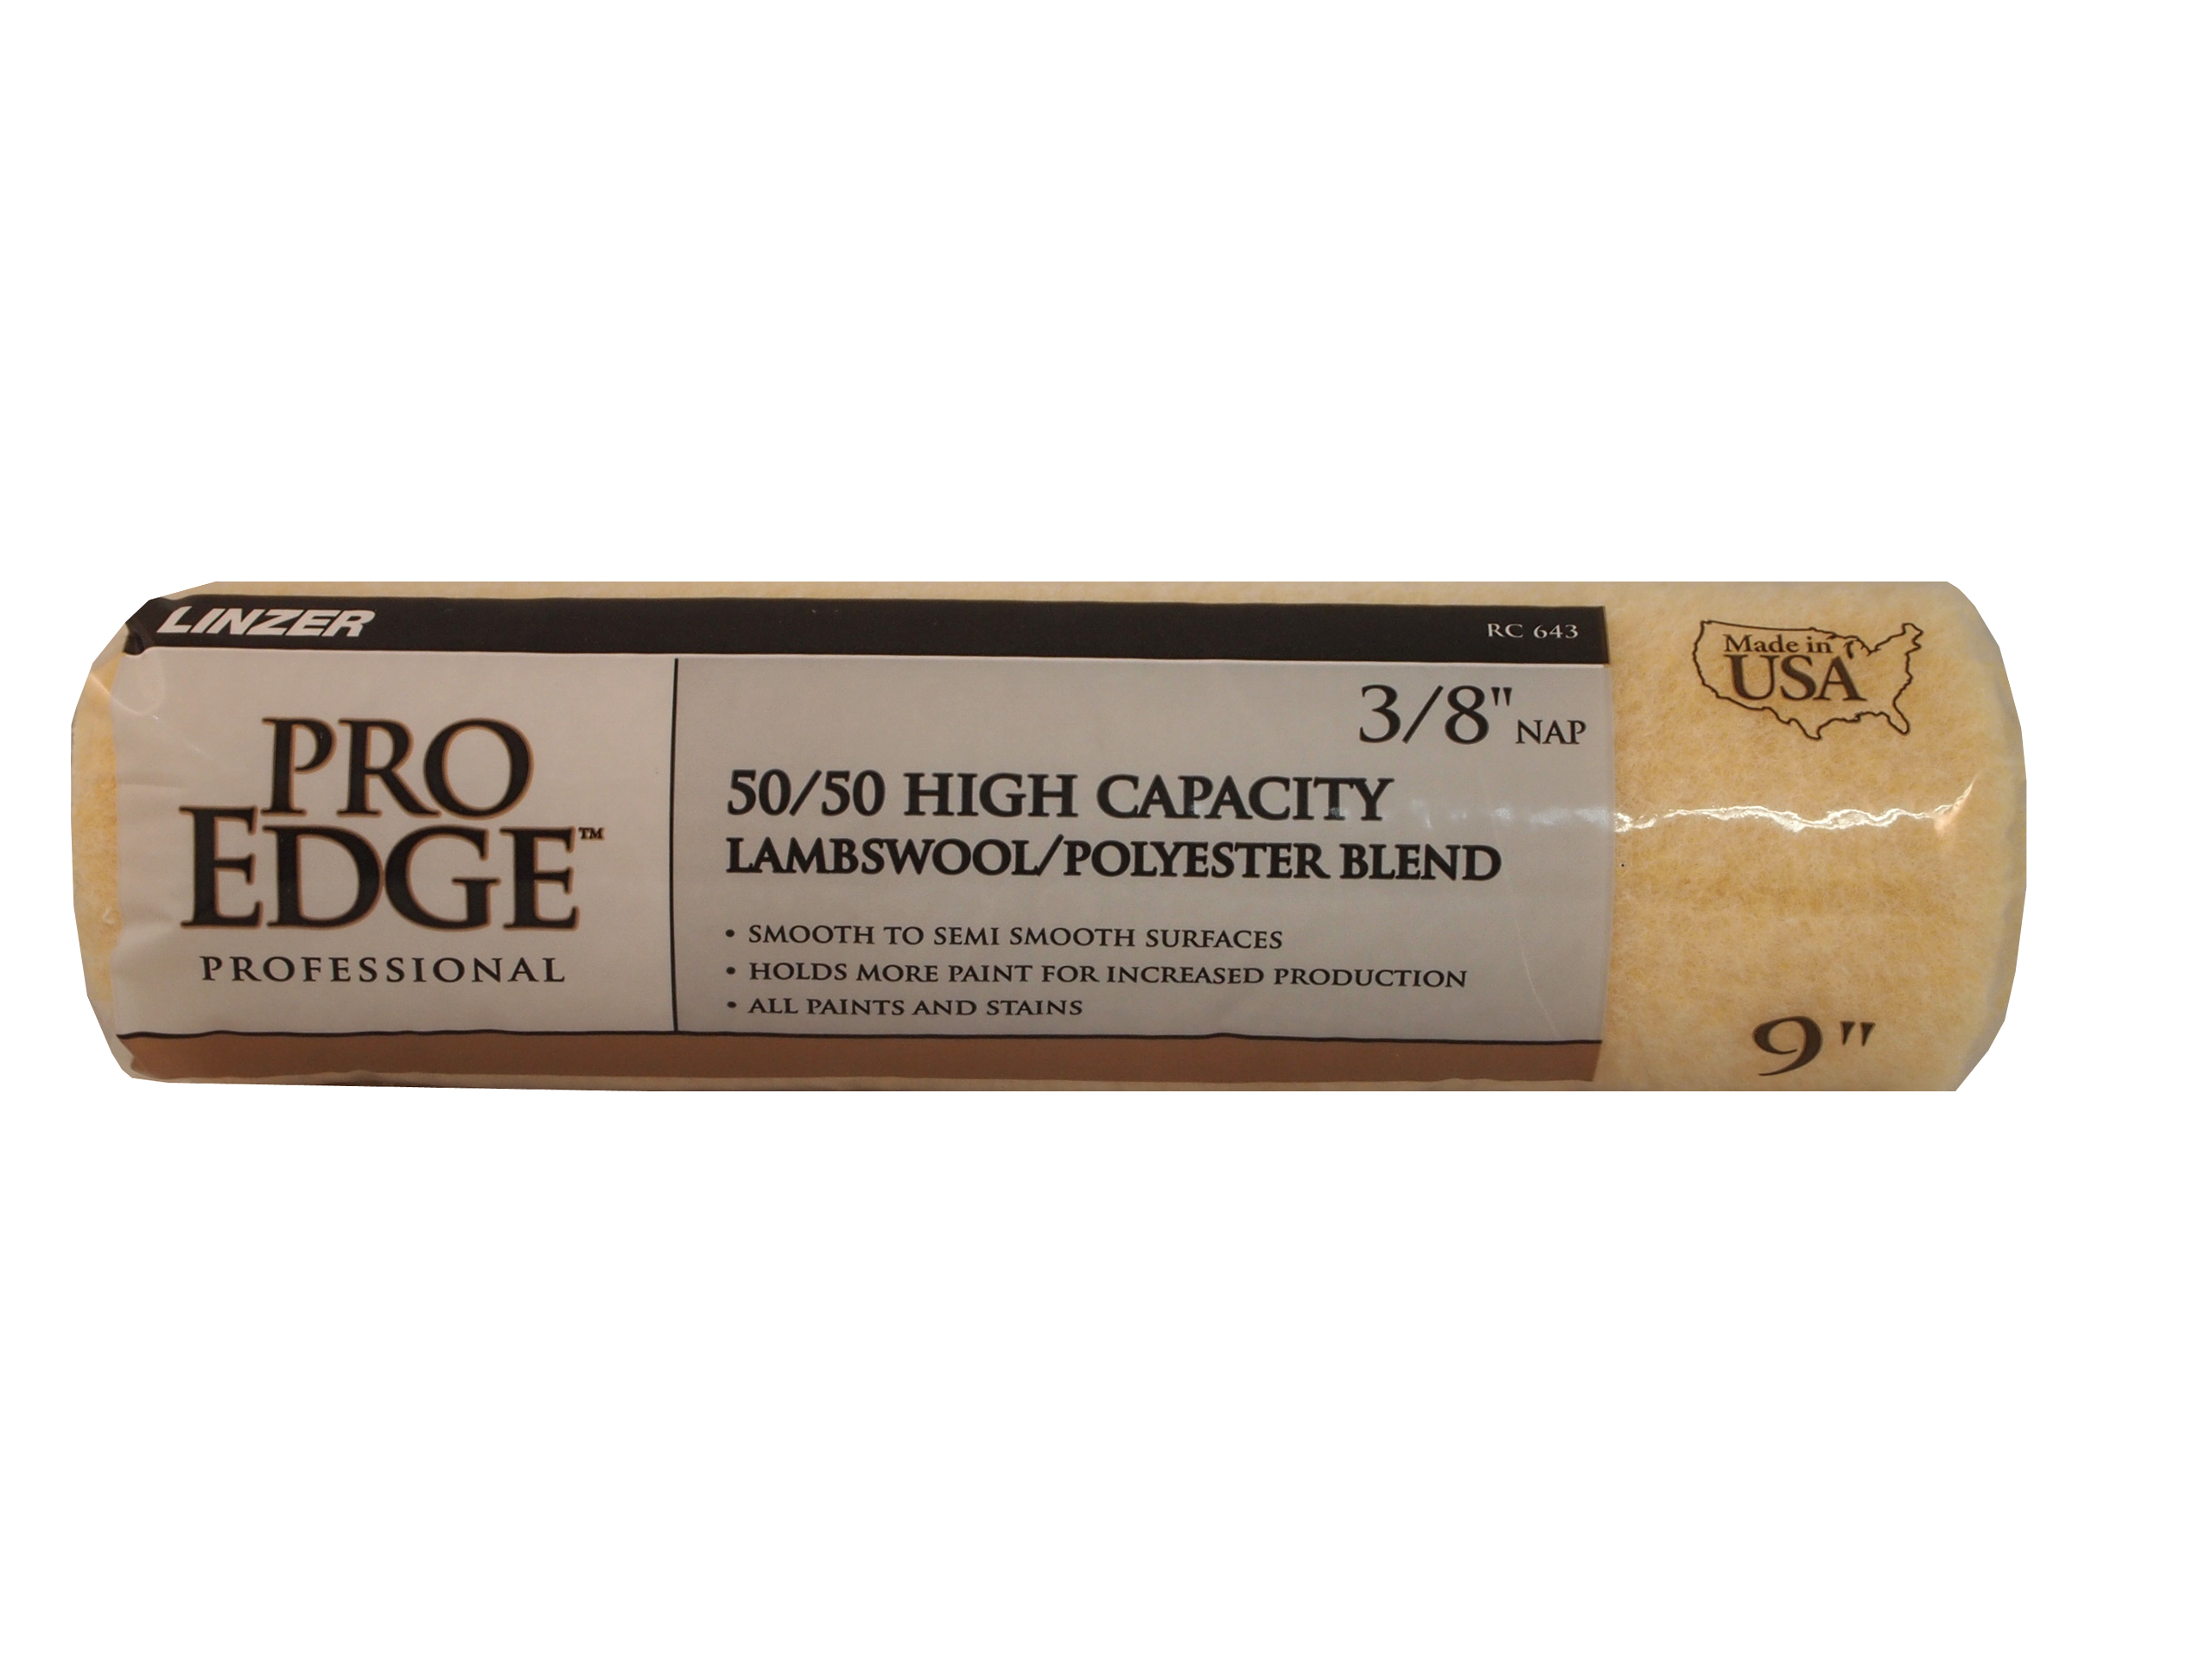 LINZER
RC 643
PRO
EDGE™
PROFESSIONAL
3/8" NAP
50/50 HIGH CAPACITY
LAMBSWOOL/POLYESTER BLEND
• SMOOTH TO SEMI SMOOTH SURFACES
• HOLDS MORE PAINT FOR INCREASED PRODUCTION
• ALL PAINTS AND STAINS
Made in
USA
9"